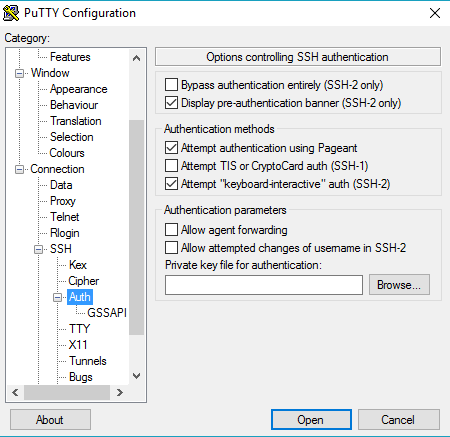 PuTTY Configuration
Category:
Features
Window
Appearance
Behaviour
Translation
Selection
Colours
Connection
Data
Proxy
Telnet
Rlogin
SSH
Kex
Cipher
Auth
GSSAPI
TTY
X11
Tunnels
Bugs
Options controlling SSH authentication
Bypass authentication entirely (SSH-2 only)
Display pre-authentication banner (SSH-2 only)
Authentication methods
Attempt authentication using Pageant
Attempt TIS or CryptoCard auth (SSH-1)
Attempt "keyboard-interactive" auth (SSH-2)
Authentication parameters
Allow agent forwarding
Allow attempted changes of username in SSH-2
Private key file for authentication:
Browse...
About
Open
Cancel